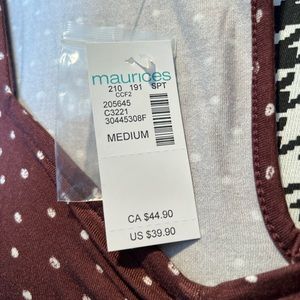 maurices
210 191 SPT
CCF2
205645
C3221
30445308F
MEDIUM
CA $44.90
US $39.90